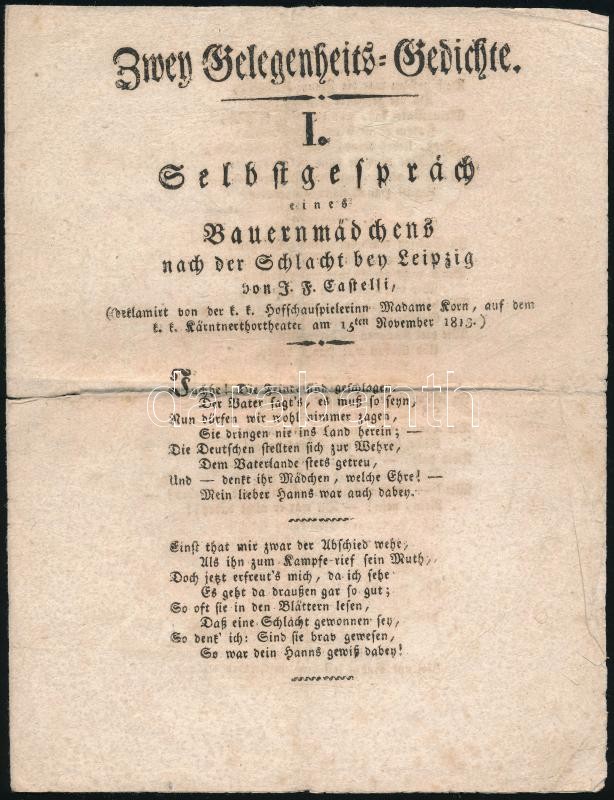 Zwey Gelegenheits-Gedichte.
I.
Selbstgespräch
eines
Bauernmädchens
nach der Schlacht bey Leipzig
von J. F. Castelli,
(deklamirt von der k. k. Hofschauspielerinn Madame Korn, auf dem
k. k. Kärntnerthortheater am 15ten November 1813.)
Juchhe! Die Feinde sind geschlagen,
Der Vater sagt's, es muß so seyn,
Nun dürfen wir wohl nimmer zagen,
Sie dringen nie ins Land herein; —
Die Deutschen stellten sich zur Wehre,
Dem Vaterlande stets getreu,
Und — denkt ihr Mädchen, welche Ehre! —
Mein lieber Hanns war auch dabey.
Einst that mir zwar der Abschied wehe,
Als ihn zum Kampfe rief sein Muth,
Doch jetzt erfreut's mich, da ich sehe
Es geht da draußen gar so gut;
So oft sie in den Blättern lesen,
Daß eine Schlacht gewonnen sey,
So denk' ich: Sind sie brav gewesen,
So war dein Hanns gewiß dabey!
darabanth